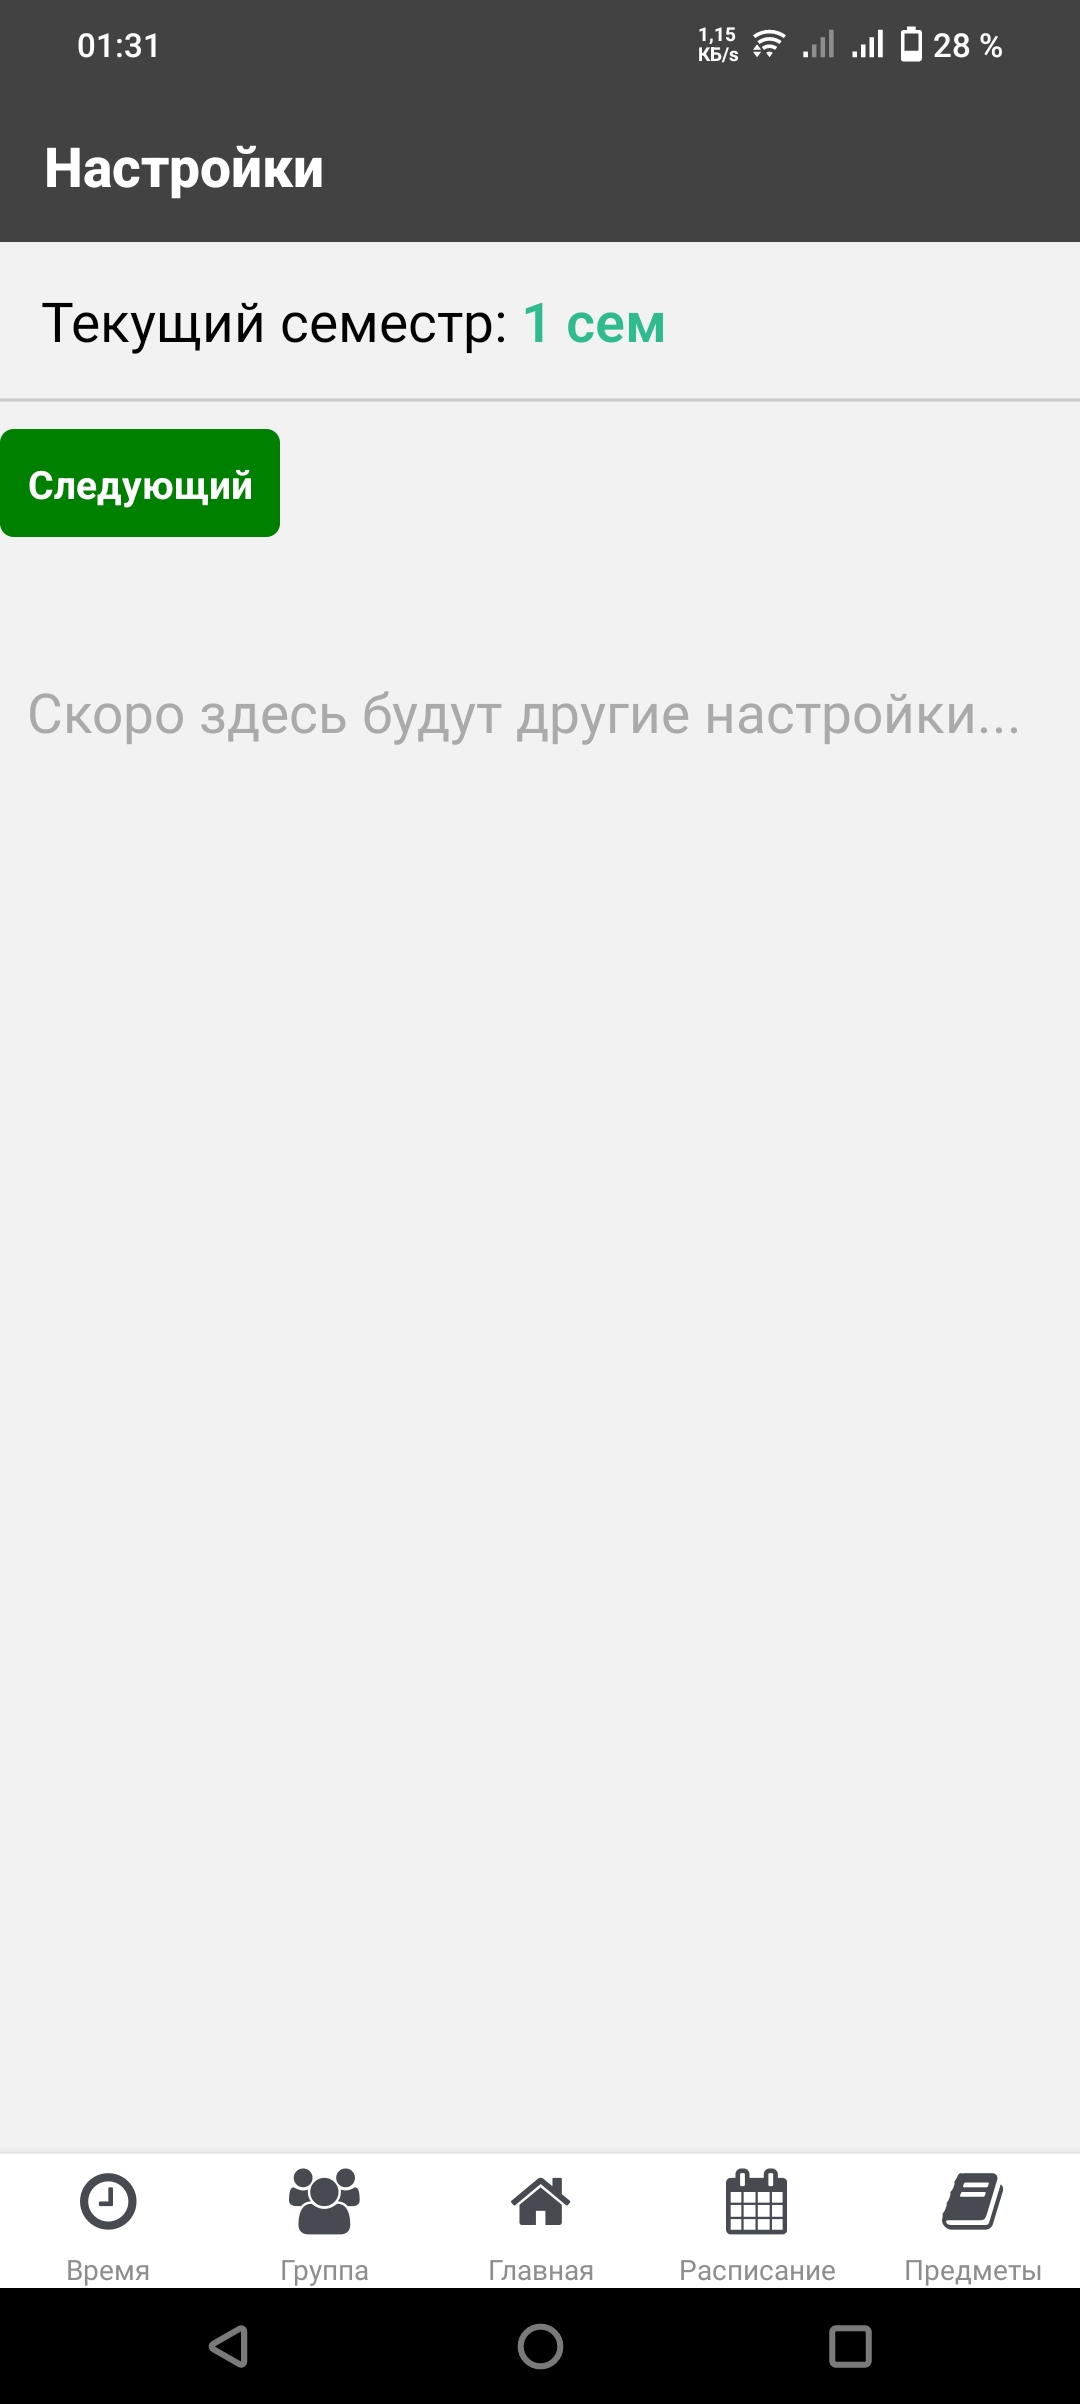 01:31
1,15
КБ/s
28 %
Настройки
Текущий семестр: 1 сем
Следующий
Скоро здесь будут другие настройки...
Время
Группа
Главная
Расписание
Предметы